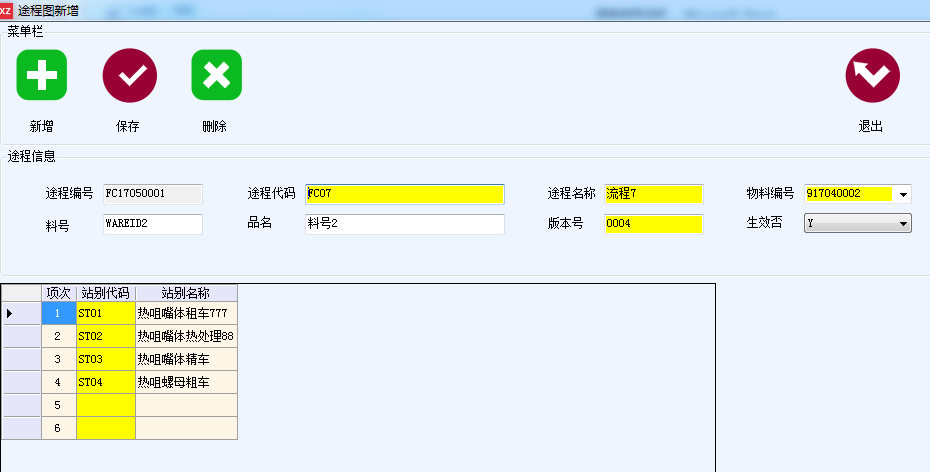 XZ 途程图新增
菜单栏
新增 保存 删除 退出
途程信息
途程编号 FC17050001 途程代码 FC07 途程名称 流程7 物料编号 917040002
料号 WAREID2 品名 料号2 版本号 0004 生效否 Y
项次 站别代码 站别名称
1 ST01 热咀嘴体租车777
2 ST02 热咀嘴体热处理88
3 ST03 热咀嘴体精车
4 ST04 热咀螺母粗车
5
6